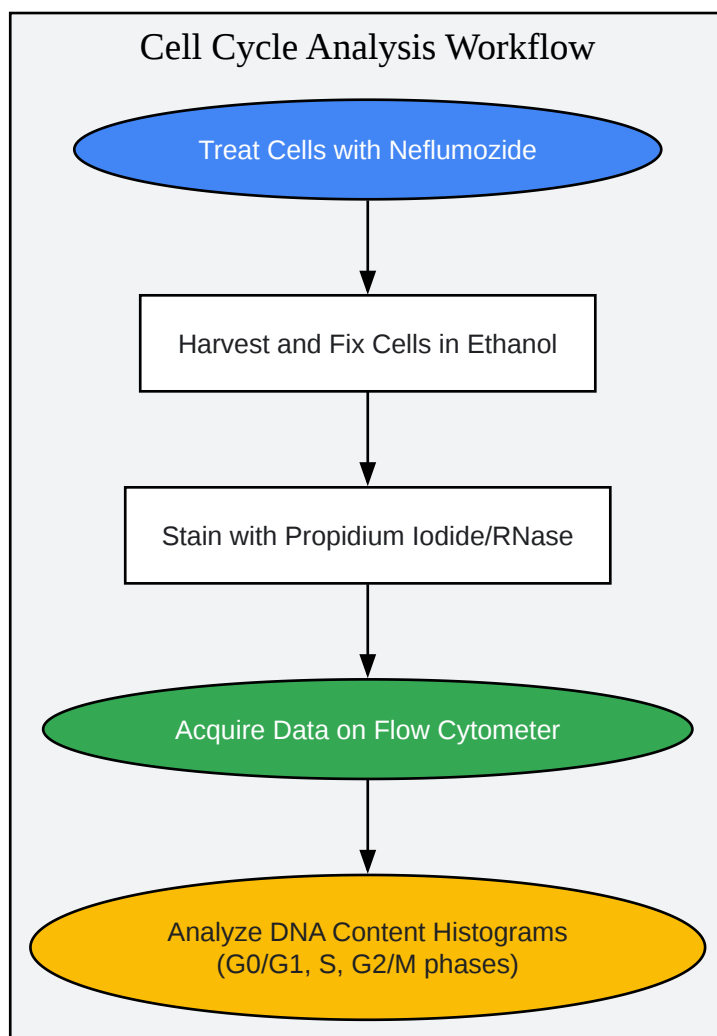 Cell Cycle Analysis Workflow
Treat Cells with Neflumozide
Harvest and Fix Cells in Ethanol
Stain with Propidium Iodide/RNase
Acquire Data on Flow Cytometer
Analyze DNA Content Histograms
(G0/G1, S, G2/M phases)